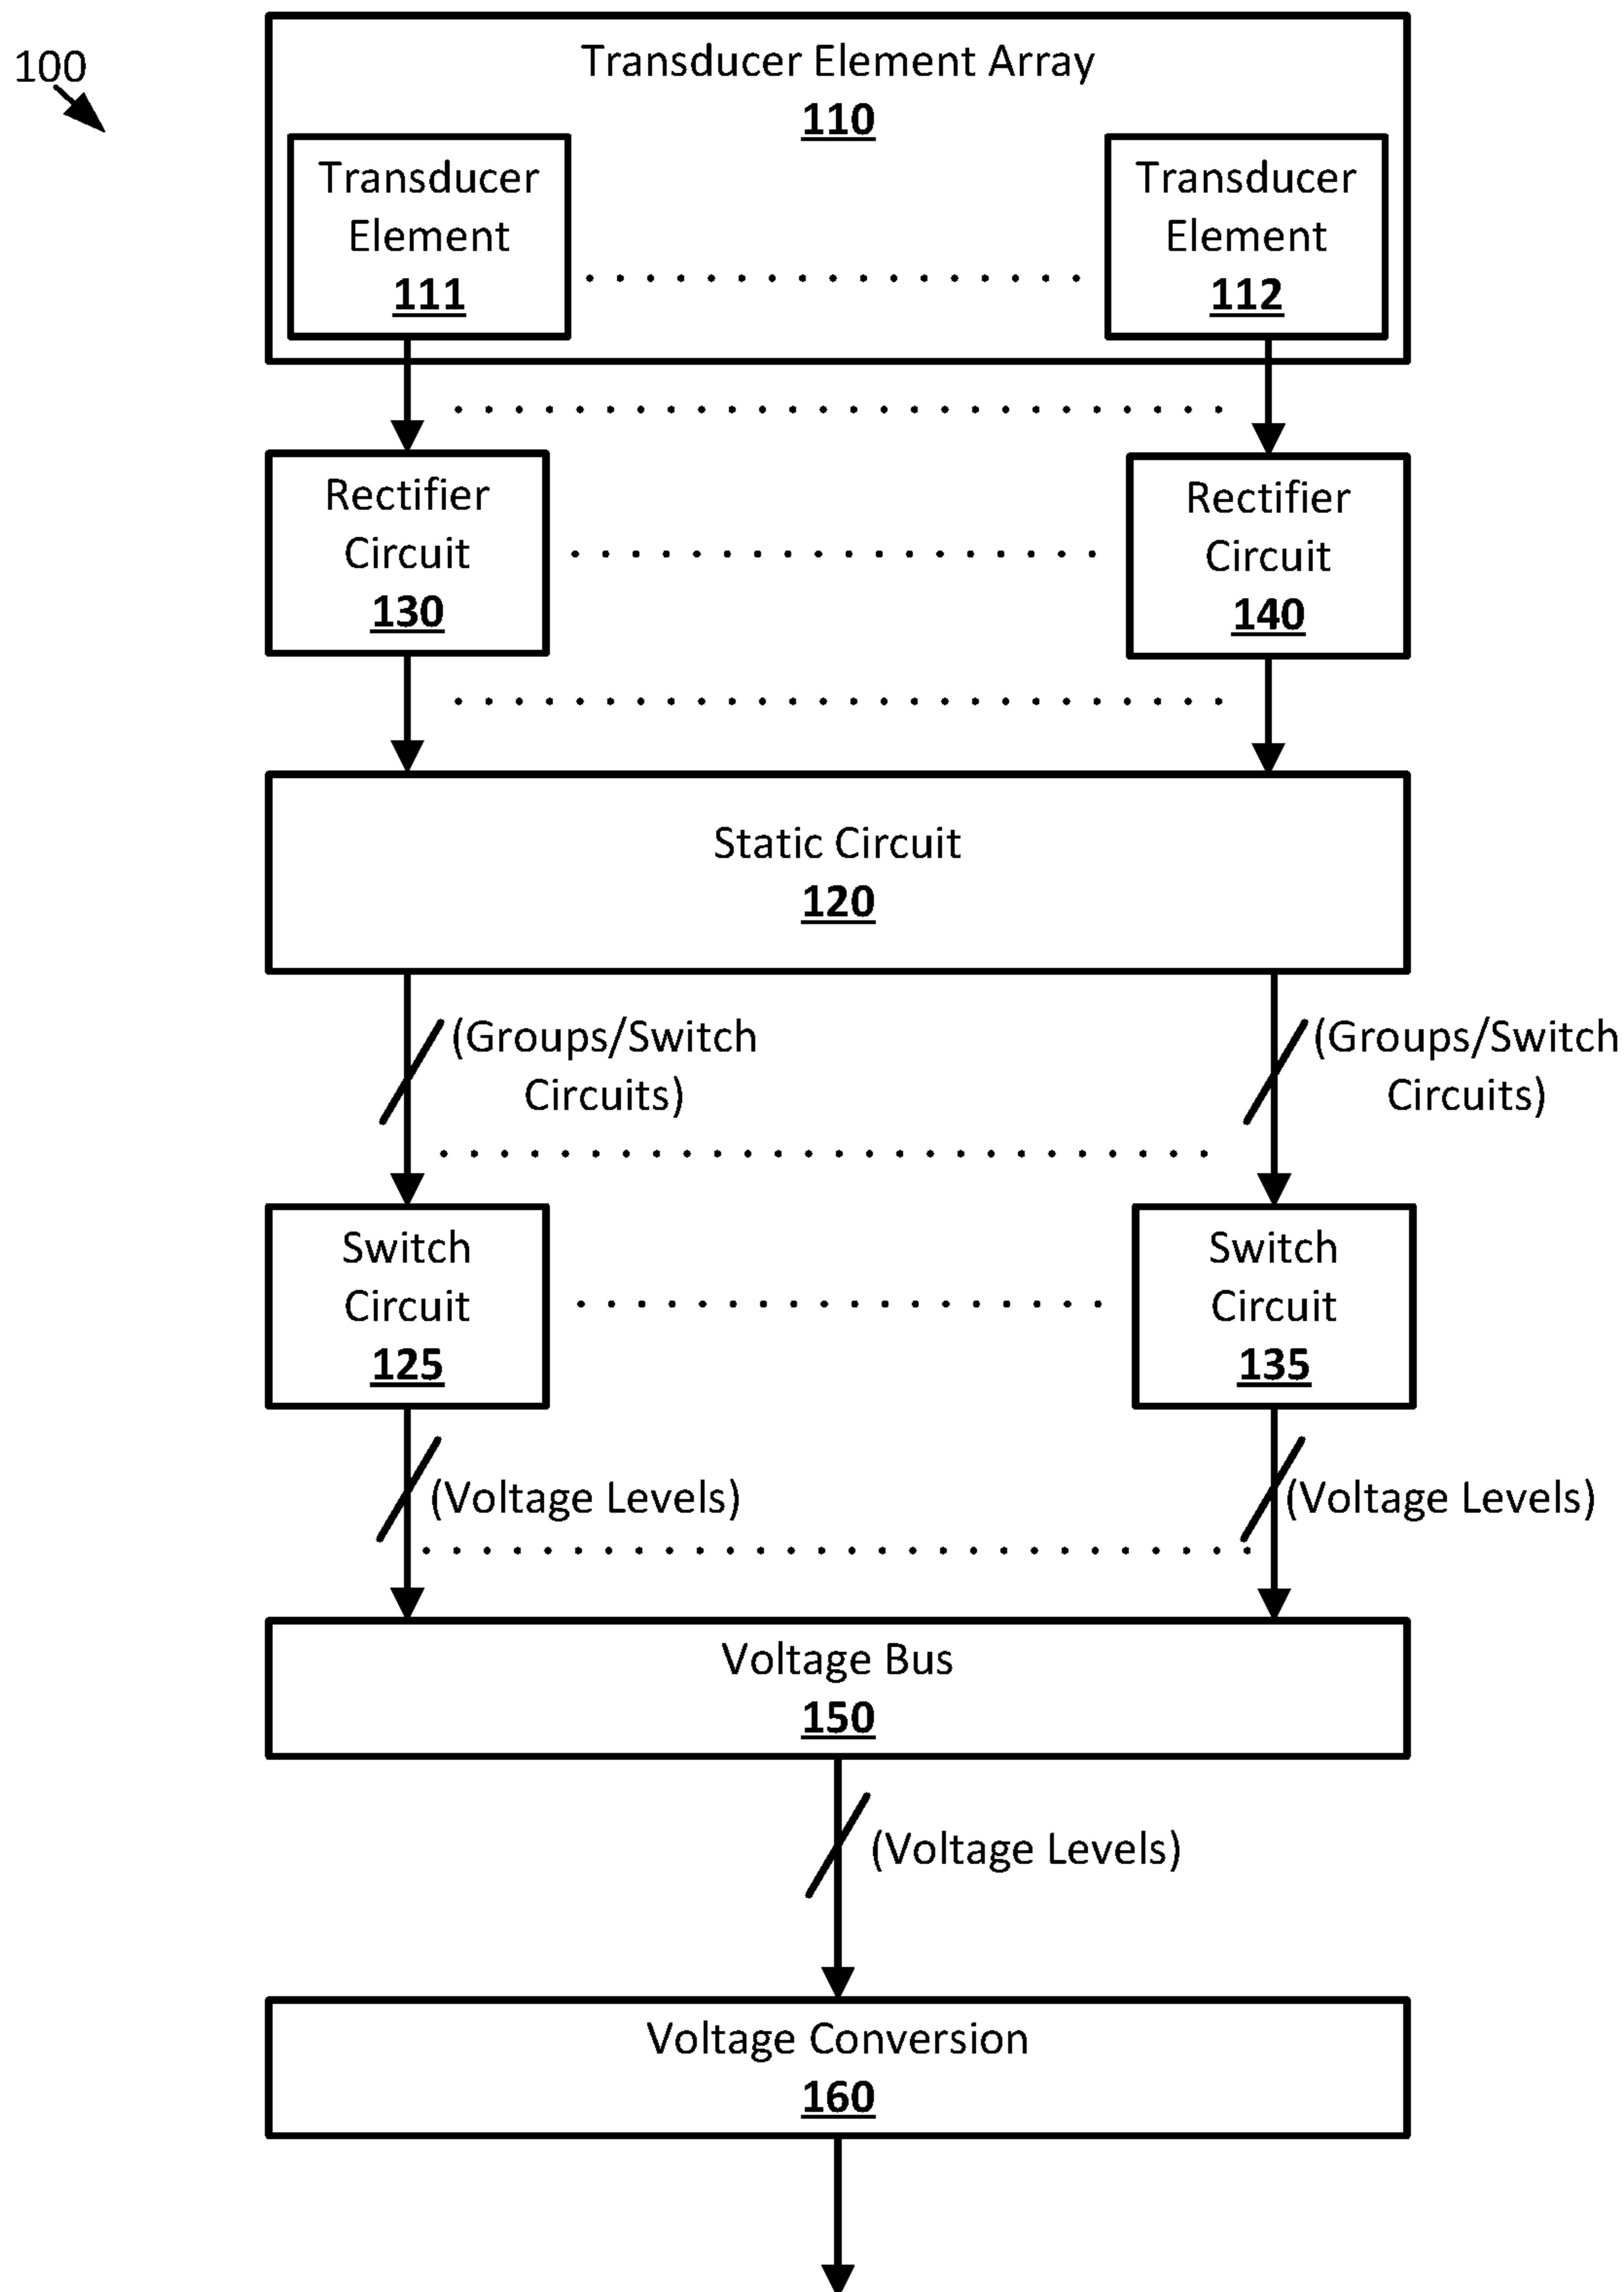 100
Transducer Element Array
110
Transducer
Element
111
Transducer
Element
112
Rectifier
Circuit
130
Rectifier
Circuit
140
Static Circuit
120
(Groups/Switch
Circuits)
(Groups/Switch
Circuits)
Switch
Circuit
125
Switch
Circuit
135
(Voltage Levels)
(Voltage Levels)
Voltage Bus
150
(Voltage Levels)
Voltage Conversion
160